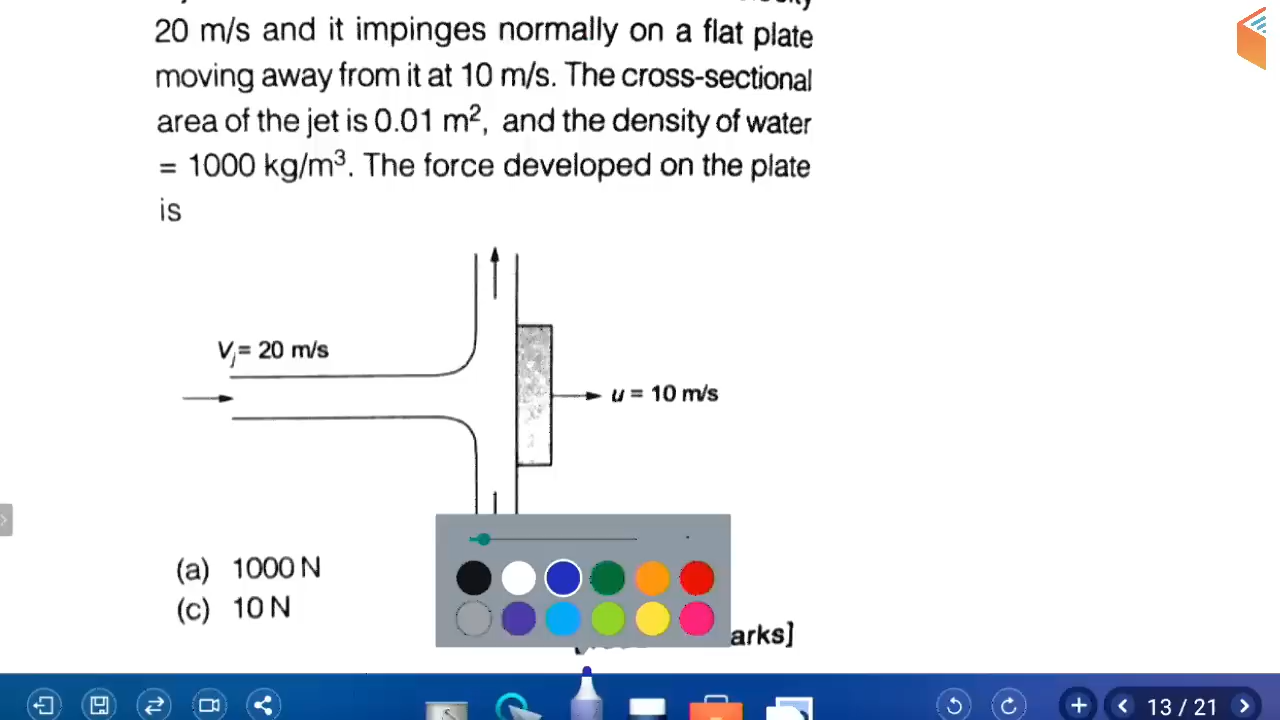 20 m/s and it impinges normally on a flat plate
moving away from it at 10 m/s. The cross-sectional
area of the jet is 0.01 m², and the density of water
= 1000 kg/m³. The force developed on the plate
is
Vj = 20 m/s
u = 10 m/s
(a) 1000 N
(c) 10 N
arks]
13 / 21